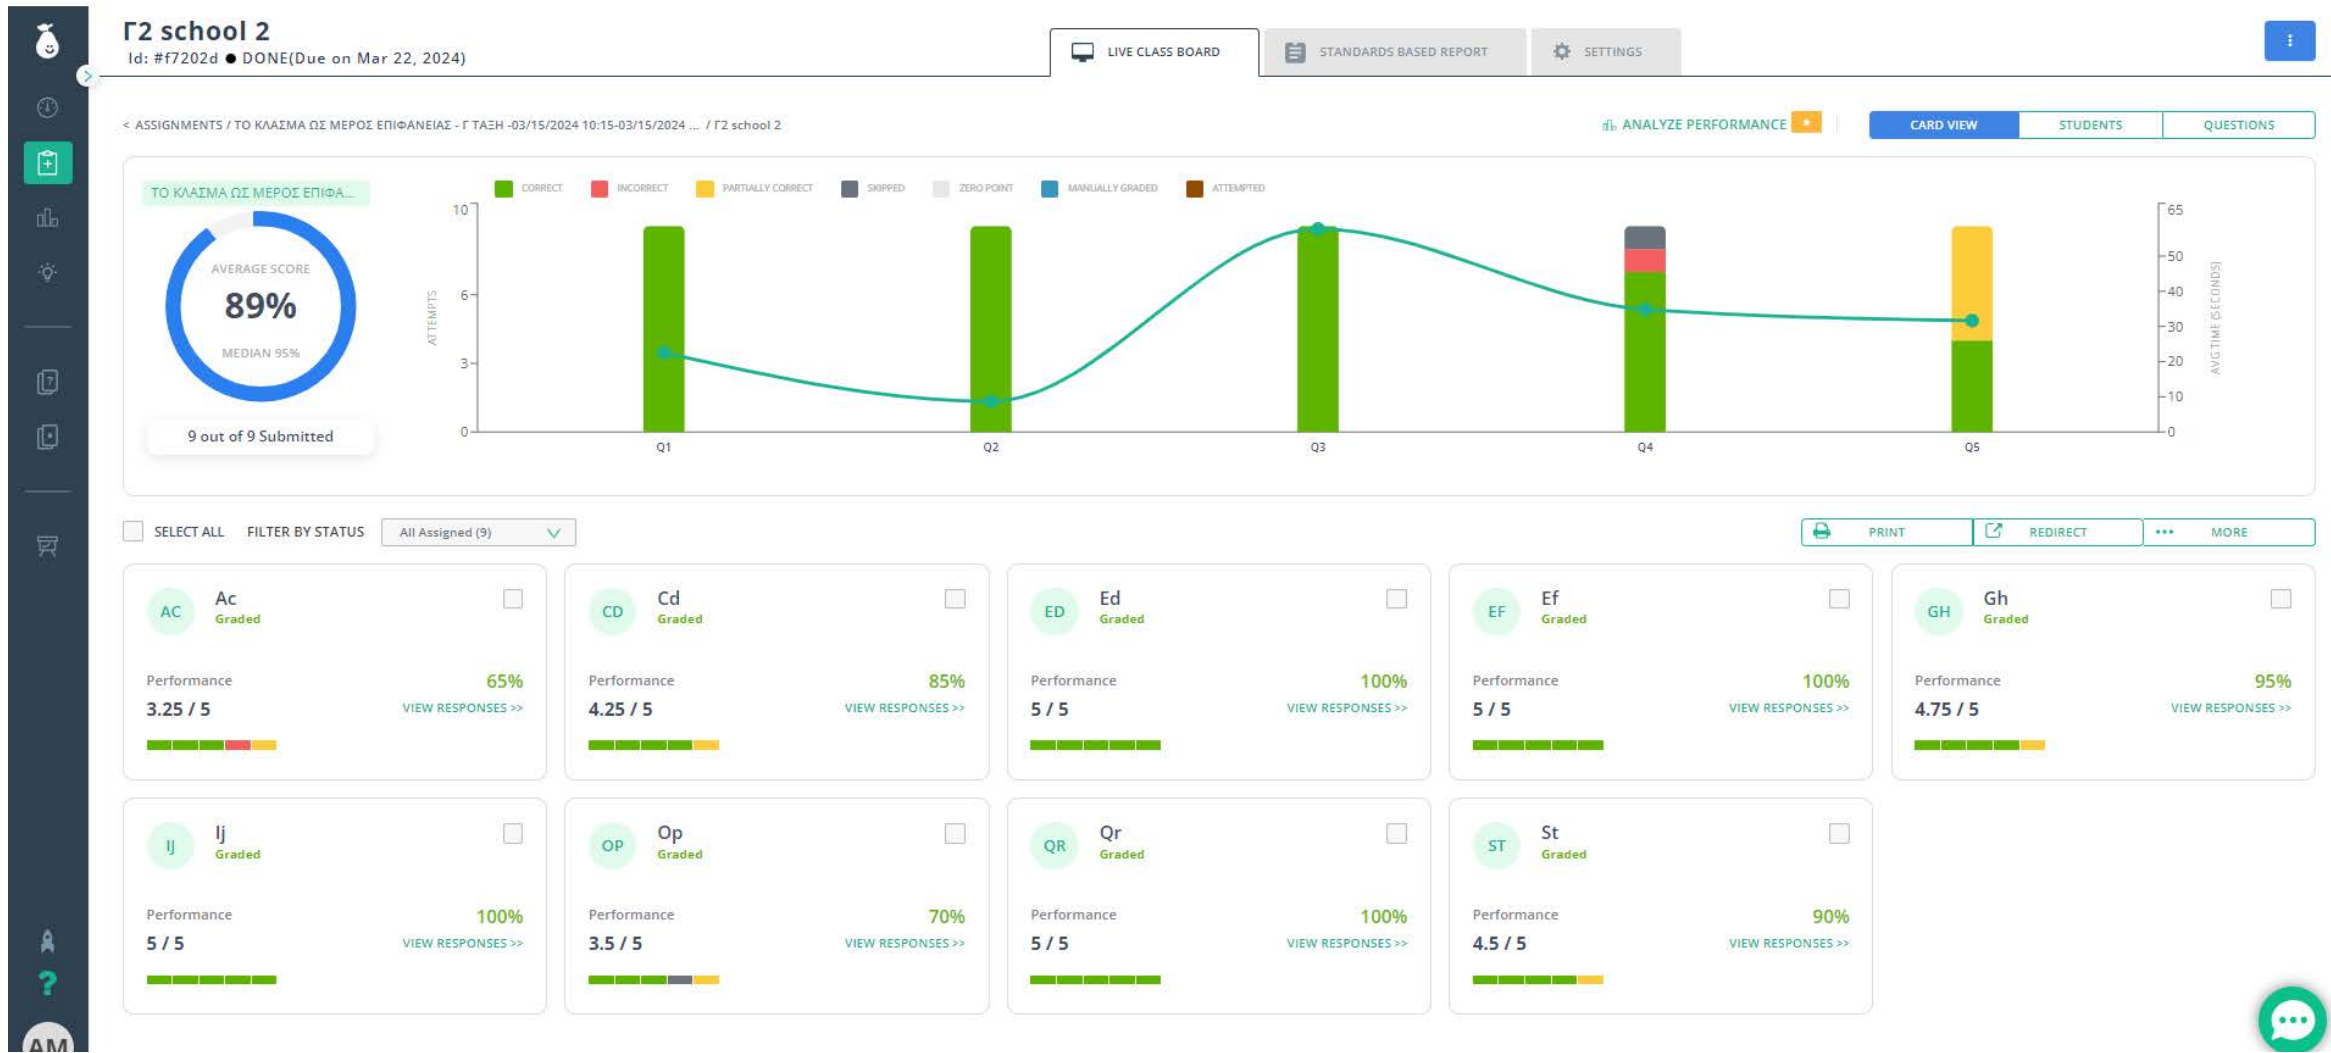 Γ2 school 2
Id: #f7202d ● DONE(Due on Mar 22, 2024)
LIVE CLASS BOARD
STANDARDS BASED REPORT
SETTINGS
< ASSIGNMENTS / ΤΟ ΚΛΑΣΜΑ ΩΣ ΜΕΡΟΣ ΕΠΙΦΑΝΕΙΑΣ - Γ ΤΑΞΗ -03/15/2024 10:15-03/15/2024 ... / Γ2 school 2
ANALYZE PERFORMANCE
CARD VIEW
STUDENTS
QUESTIONS
ΤΟ ΚΛΑΣΜΑ ΩΣ ΜΕΡΟΣ ΕΠΙΦΑ...
AVERAGE SCORE
89%
MEDIAN 95%
9 out of 9 Submitted
CORRECT
INCORRECT
PARTIALLY CORRECT
SKIPPED
ZERO POINT
MANUALLY GRADED
ATTEMPTED
ATTEMPTS
10
6
3
0
Q1
Q2
Q3
Q4
Q5
65
50
40
30
20
10
0
AVG TIME (SECONDS)
SELECT ALL
FILTER BY STATUS
All Assigned (9)
PRINT
REDIRECT
MORE
AC
Ac
Graded
Performance
65%
3.25 / 5
VIEW RESPONSES >>
CD
Cd
Graded
Performance
85%
4.25 / 5
VIEW RESPONSES >>
ED
Ed
Graded
Performance
100%
5 / 5
VIEW RESPONSES >>
EF
Ef
Graded
Performance
100%
5 / 5
VIEW RESPONSES >>
GH
Gh
Graded
Performance
95%
4.75 / 5
VIEW RESPONSES >>
IJ
Ij
Graded
Performance
100%
5 / 5
VIEW RESPONSES >>
OP
Op
Graded
Performance
70%
3.5 / 5
VIEW RESPONSES >>
QR
Qr
Graded
Performance
100%
5 / 5
VIEW RESPONSES >>
ST
St
Graded
Performance
90%
4.5 / 5
VIEW RESPONSES >>
?
AM